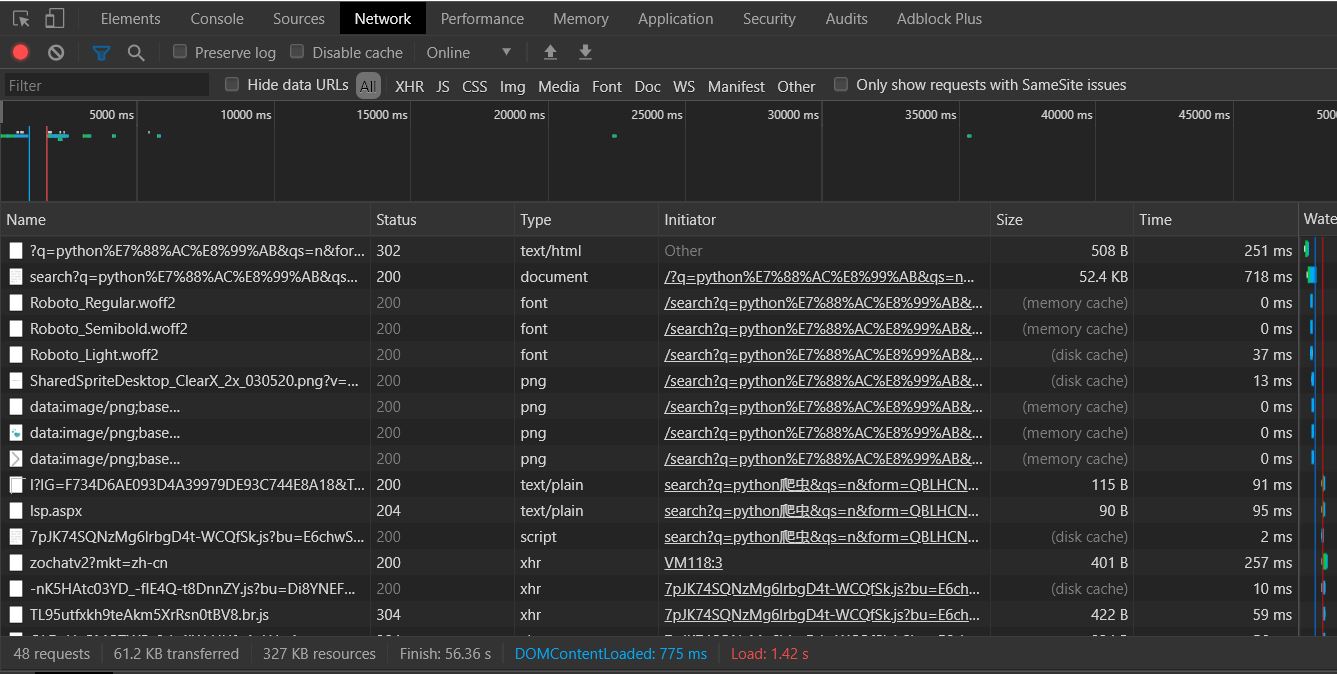 Elements Console Sources Network Performance Memory Application Security Audits Adblock Plus
Preserve log Disable cache Online
Filter Hide data URLs All XHR JS CSS Img Media Font Doc WS Manifest Other Only show requests with SameSite issues
5000 ms 10000 ms 15000 ms 20000 ms 25000 ms 30000 ms 35000 ms 40000 ms 45000 ms
Name Status Type Initiator Size Time Wate
?q=python%E7%88%AC%E8%99%AB&qs=n&for... 302 text/html Other 508 B 251 ms
search?q=python%E7%88%AC%E8%99%AB&qs... 200 document /?q=python%E7%88%AC%E8%99%AB&qs=n... 52.4 KB 718 ms
Roboto_Regular.woff2 200 font /search?q=python%E7%88%AC%E8%99%AB&... (memory cache) 0 ms
Roboto_Semibold.woff2 200 font /search?q=python%E7%88%AC%E8%99%AB&... (memory cache) 0 ms
Roboto_Light.woff2 200 font /search?q=python%E7%88%AC%E8%99%AB&... (disk cache) 37 ms
SharedSpriteDesktop_ClearX_2x_030520.png?v=... 200 png /search?q=python%E7%88%AC%E8%99%AB&... (disk cache) 13 ms
data:image/png;base... 200 png /search?q=python%E7%88%AC%E8%99%AB&... (memory cache) 0 ms
data:image/png;base... 200 png /search?q=python%E7%88%AC%E8%99%AB&... (memory cache) 0 ms
data:image/png;base... 200 png /search?q=python%E7%88%AC%E8%99%AB&... (memory cache) 0 ms
l?IG=F734D6AE093D4A39979DE93C744E8A18&T... 200 text/plain search?q=python爬虫&qs=n&form=QBLHCN... 115 B 91 ms
lsp.aspx 204 text/plain search?q=python爬虫&qs=n&form=QBLHCN... 90 B 95 ms
7pJK74SQNzMg6lrbgD4t-WCQfSk.js?bu=E6chwS... 200 script search?q=python爬虫&qs=n&form=QBLHCN... (disk cache) 2 ms
zochatv2?mkt=zh-cn 200 xhr VM118:3 401 B 257 ms
-nK5HAtc03YD_-fIE4Q-t8DnnZY.js?bu=Di8YNEF... 200 xhr 7pJK74SQNzMg6lrbgD4t-WCQfSk.js?bu=E6ch... (disk cache) 10 ms
TL95utfxkh9teAkm5XrRsn0tBV8.br.js 304 xhr 7pJK74SQNzMg6lrbgD4t-WCQfSk.js?bu=E6ch... 422 B 59 ms
48 requests 61.2 KB transferred 327 KB resources Finish: 56.36 s DOMContentLoaded: 775 ms Load: 1.42 s